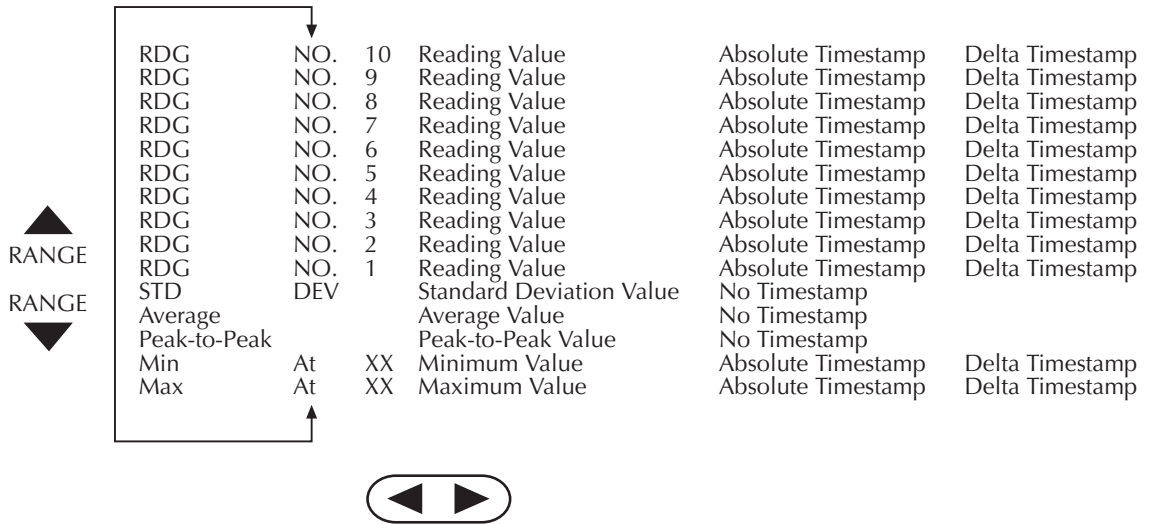 RDG NO. 10 Reading Value Absolute Timestamp Delta Timestamp
RDG NO. 9 Reading Value Absolute Timestamp Delta Timestamp
RDG NO. 8 Reading Value Absolute Timestamp Delta Timestamp
RDG NO. 7 Reading Value Absolute Timestamp Delta Timestamp
RDG NO. 6 Reading Value Absolute Timestamp Delta Timestamp
RDG NO. 5 Reading Value Absolute Timestamp Delta Timestamp
RDG NO. 4 Reading Value Absolute Timestamp Delta Timestamp
RDG NO. 3 Reading Value Absolute Timestamp Delta Timestamp
RDG NO. 2 Reading Value Absolute Timestamp Delta Timestamp
RDG NO. 1 Reading Value Absolute Timestamp Delta Timestamp
STD DEV Standard Deviation Value No Timestamp
Average Average Value No Timestamp
Peak-to-Peak Peak-to-Peak Value No Timestamp
Min At XX Minimum Value Absolute Timestamp Delta Timestamp
Max At XX Maximum Value Absolute Timestamp Delta Timestamp
RANGE
RANGE